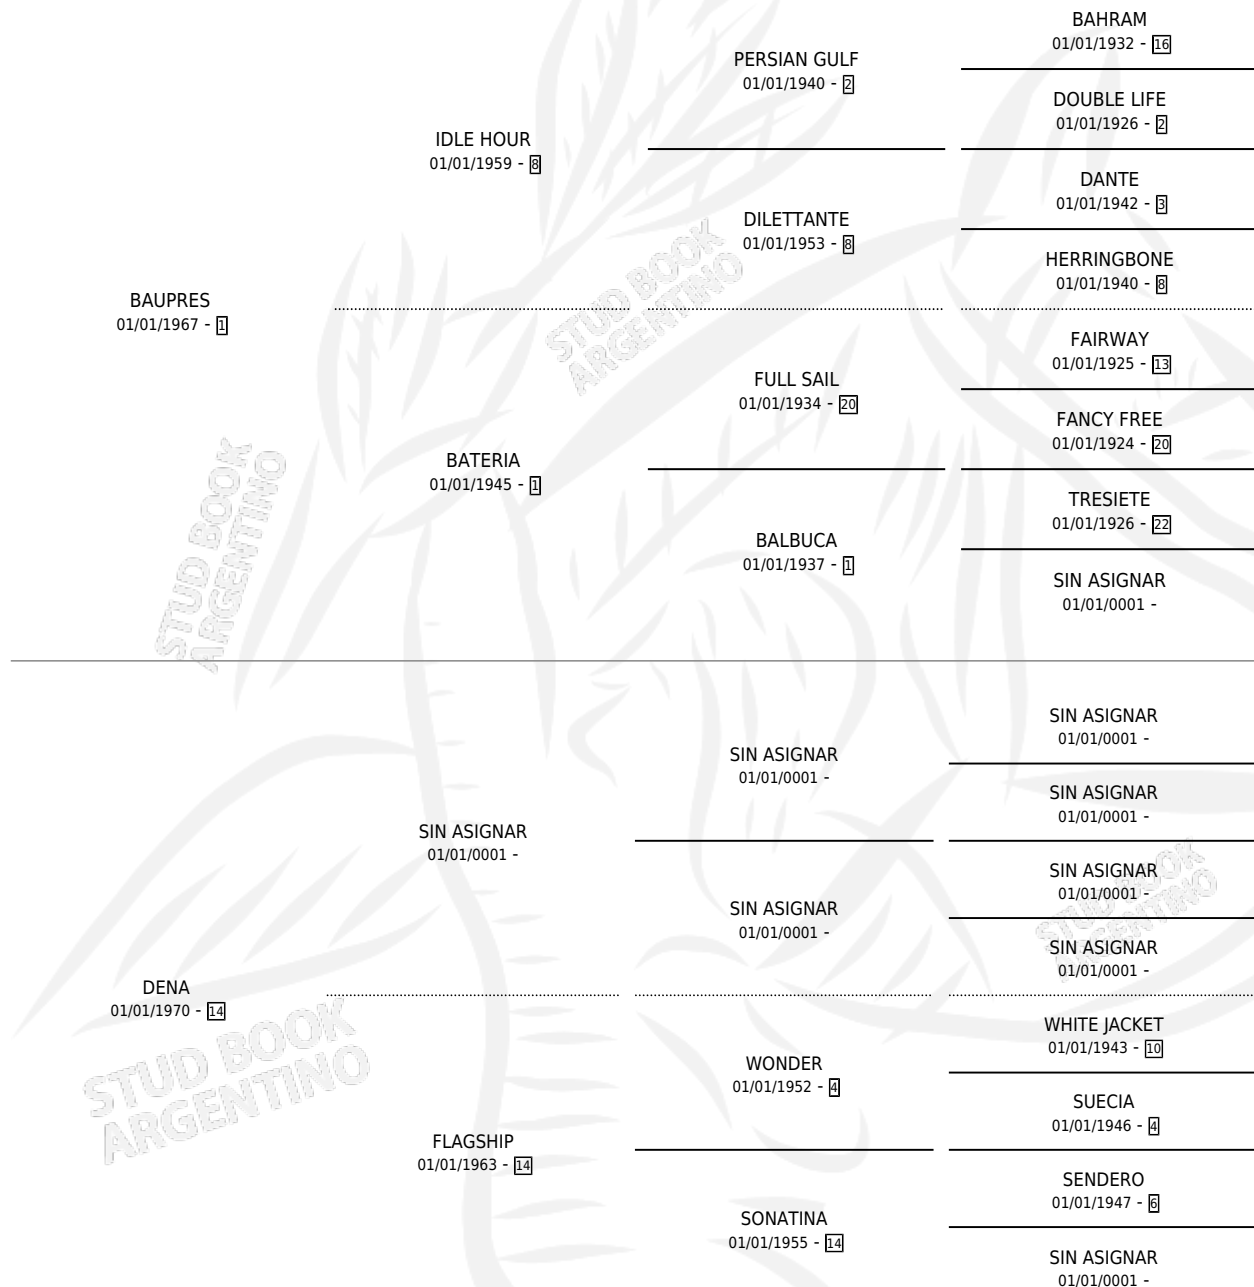 BAHRAM
01/01/1932 - 16
PERSIAN GULF
01/01/1940 - 2
DOUBLE LIFE
01/01/1926 - 2
IDLE HOUR
01/01/1959 - 8
DANTE
01/01/1942 - 3
DILETTANTE
01/01/1953 - 8
HERRINGBONE
01/01/1940 - 8
BAUPRES
01/01/1967 - 1
FAIRWAY
01/01/1925 - 13
FULL SAIL
01/01/1934 - 20
FANCY FREE
01/01/1924 - 20
BATERIA
01/01/1945 - 1
TRESIETE
01/01/1926 - 22
BALBUCA
01/01/1937 - 1
SIN ASIGNAR
01/01/0001 -
SIN ASIGNAR
01/01/0001 -
SIN ASIGNAR
01/01/0001 -
SIN ASIGNAR
01/01/0001 -
SIN ASIGNAR
01/01/0001 -
SIN ASIGNAR
01/01/0001 -
SIN ASIGNAR
01/01/0001 -
SIN ASIGNAR
01/01/0001 -
DENA
01/01/1970 - 14
WHITE JACKET
01/01/1943 - 10
WONDER
01/01/1952 - 4
SUECIA
01/01/1946 - 4
FLAGSHIP
01/01/1963 - 14
SENDERO
01/01/1947 - 6
SONATINA
01/01/1955 - 14
SIN ASIGNAR
01/01/0001 -
STUD BOOK
ARGENTINO
STUD BOOK
ARGENTINO
STUD BOOK
ARGENTINO
STUD BOOK
ARGENTINO